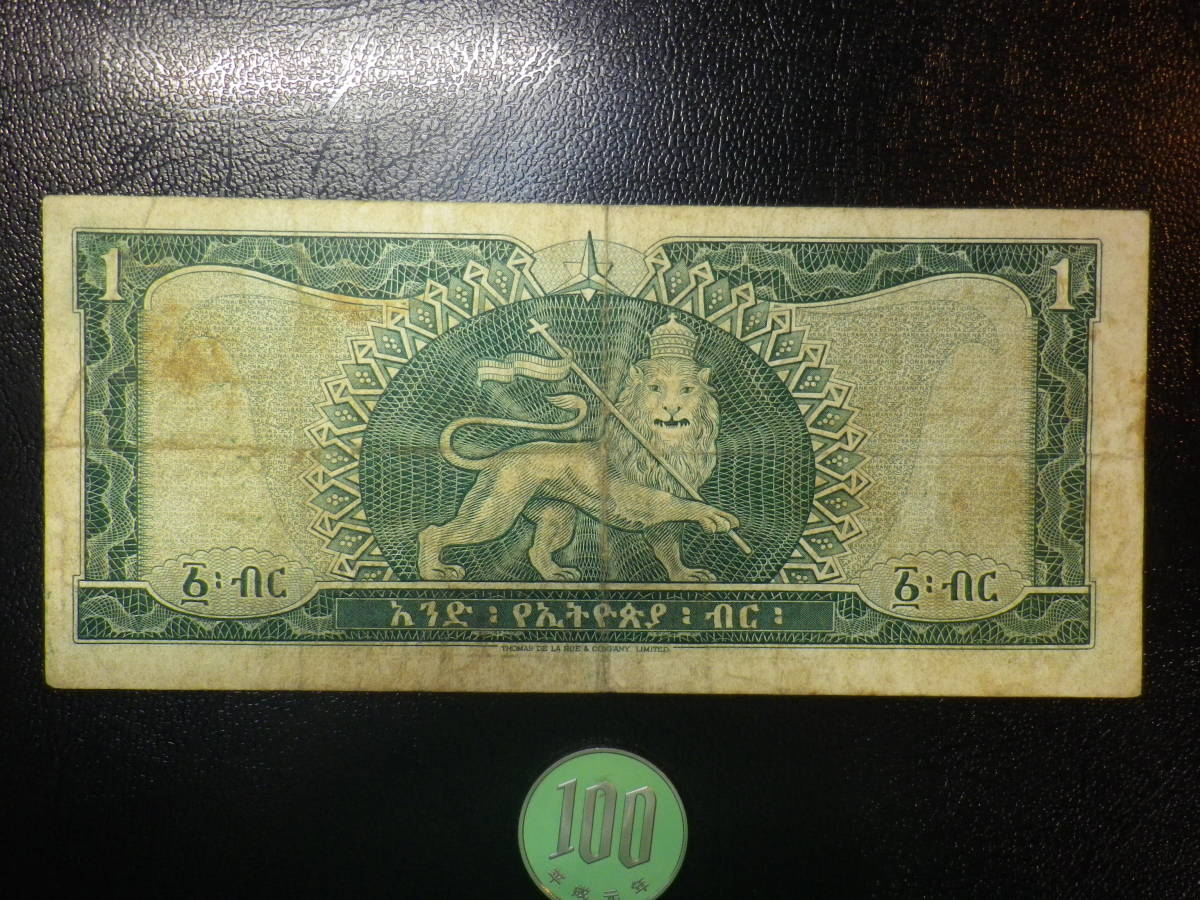 1 1
፩፡ብር ፩፡ብር
አንድ ፡ የኢትዮጵያ ፡ ብር ፡
THOMAS DE LA RUE & COMPANY, LIMITED.
100
平成元年